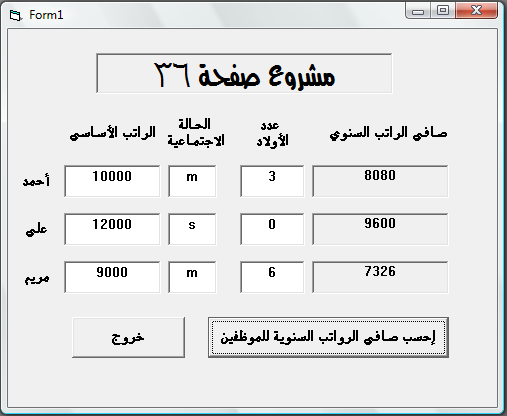 Form1
مشروع صفحة ٣٦
الراتب الأساسي
الحالة
الاجتماعية
عدد
الأولاد
صافي الراتب السنوي
أحمد 10000 m 3 8080
علي 12000 s 0 9600
مريم 9000 m 6 7326
خروج
إحسب صافي الرواتب السنوية للموظفين